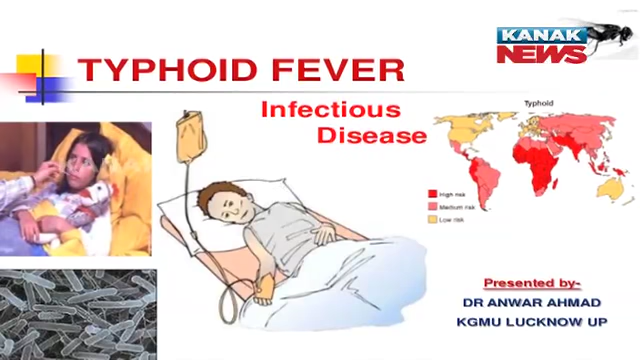 KANAK
NEWS
TYPHOID FEVER
Infectious
Disease
Typhoid
High risk
Medium risk
Low risk
Presented by-
DR ANWAR AHMAD
KGMU LUCKNOW UP